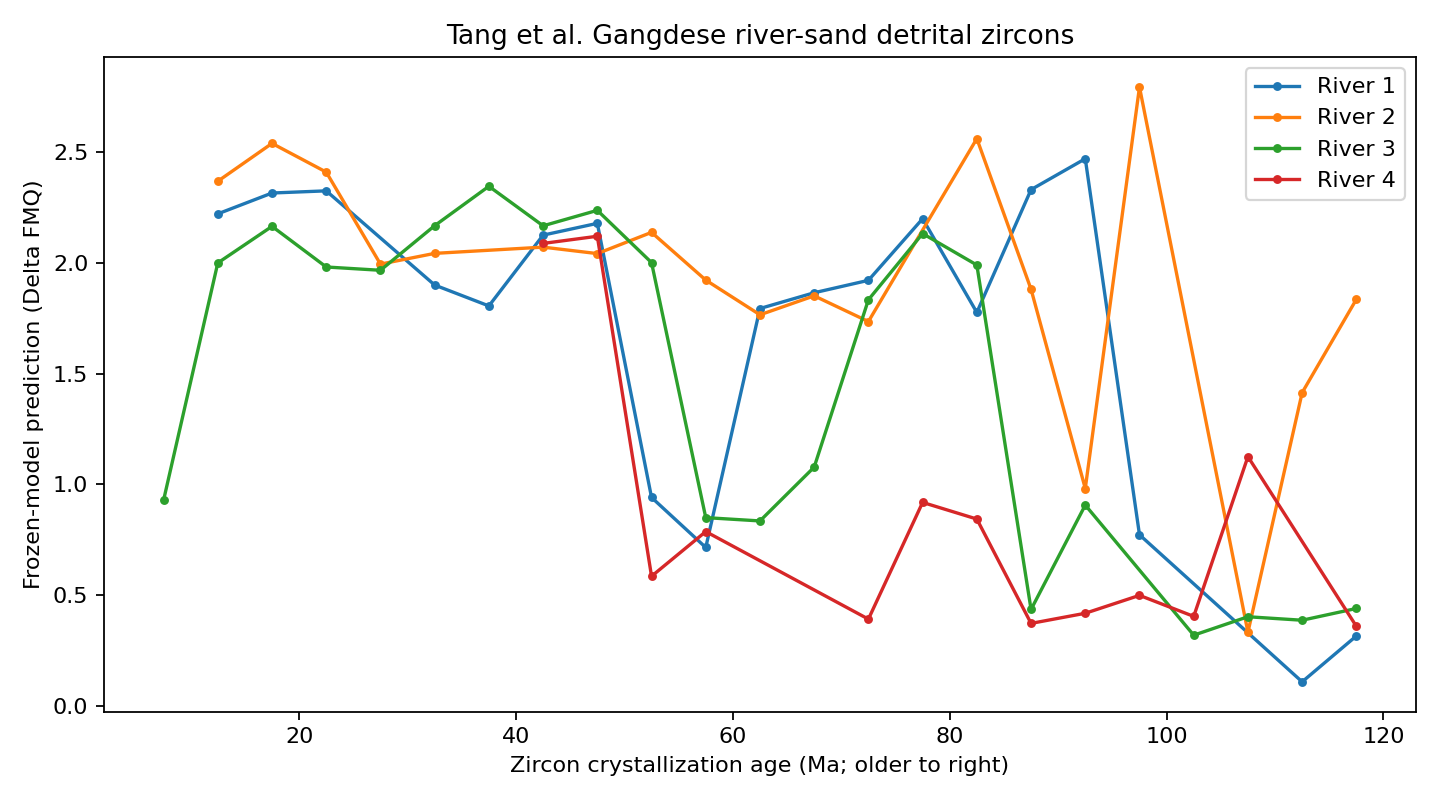 Tang et al. Gangdese river-sand detrital zircons
River 1
River 2
River 3
River 4
Frozen-model prediction (Delta FMQ)
2.5
2.0
1.5
1.0
0.5
0.0
20 40 60 80 100 120
Zircon crystallization age (Ma; older to right)